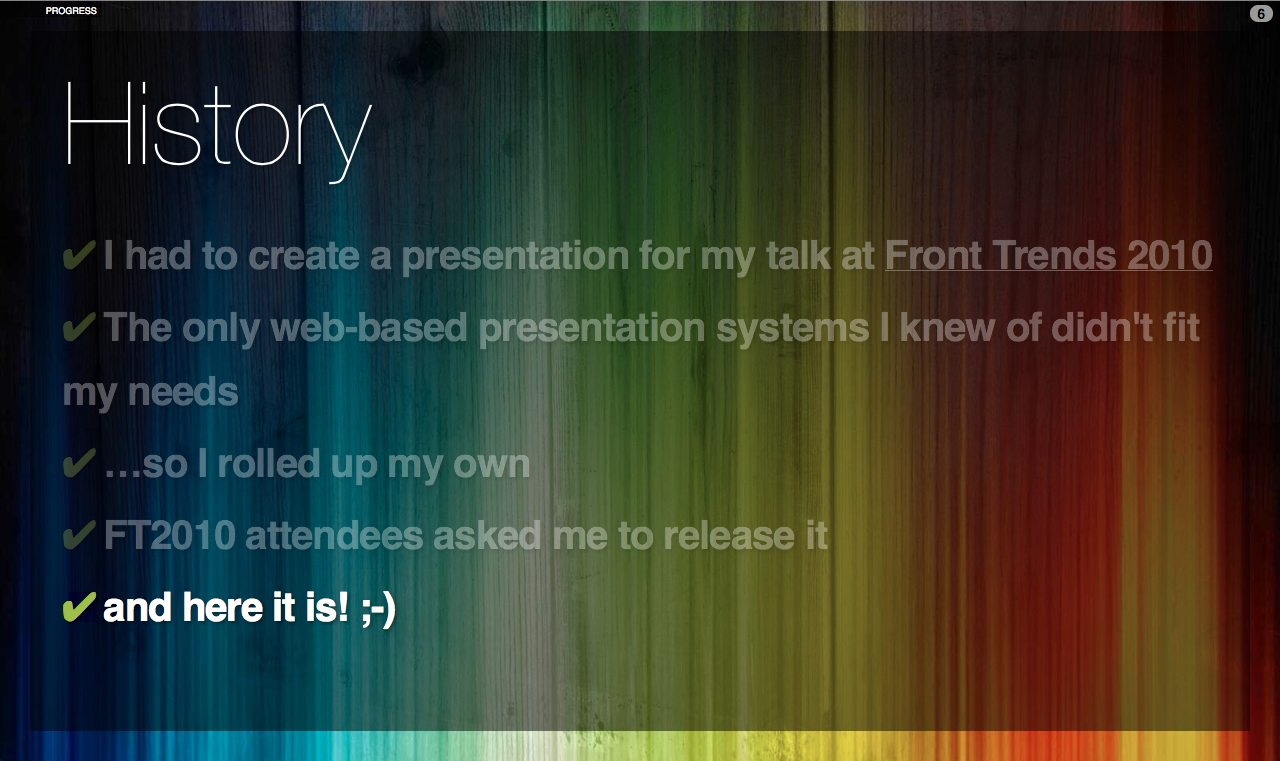 PROGRESS
6
History
✔ I had to create a presentation for my talk at Front Trends 2010
✔ The only web-based presentation systems I knew of didn't fit
my needs
✔ …so I rolled up my own
✔ FT2010 attendees asked me to release it
✔ and here it is! ;-)